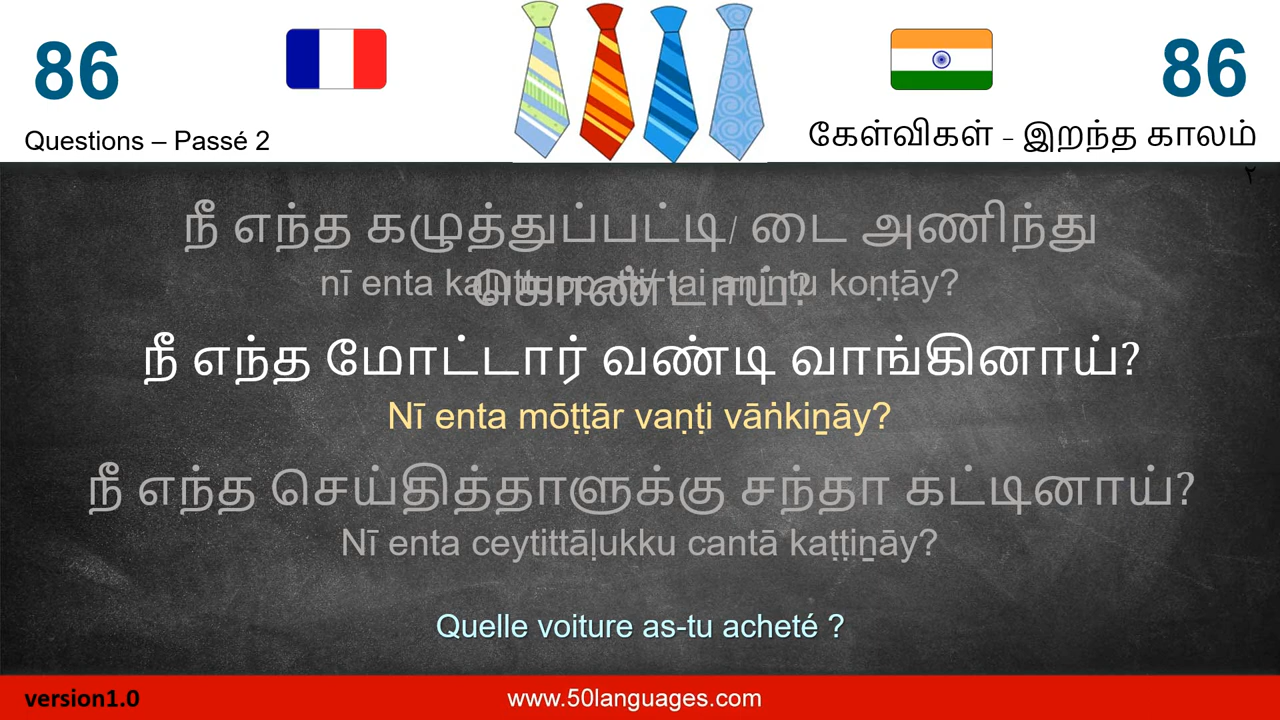 86
86
Questions – Passé 2
கேள்விகள் – இறந்த காலம்
٢
நீ எந்த கழுத்துப்பட்டி/ டை அணிந்து
கொண்டாய்?
nī enta kaḻuttuppaṭṭi/ ṭai aṇintu koṇṭāy?
நீ எந்த மோட்டார் வண்டி வாங்கினாய்?
Nī enta mōṭṭār vaṇṭi vāṅkiṉāy?
நீ எந்த செய்தித்தாளுக்கு சந்தா கட்டினாய்?
Nī enta ceytittāḷukku cantā kaṭṭiṉāy?
Quelle voiture as-tu acheté ?
version1.0
www.50languages.com